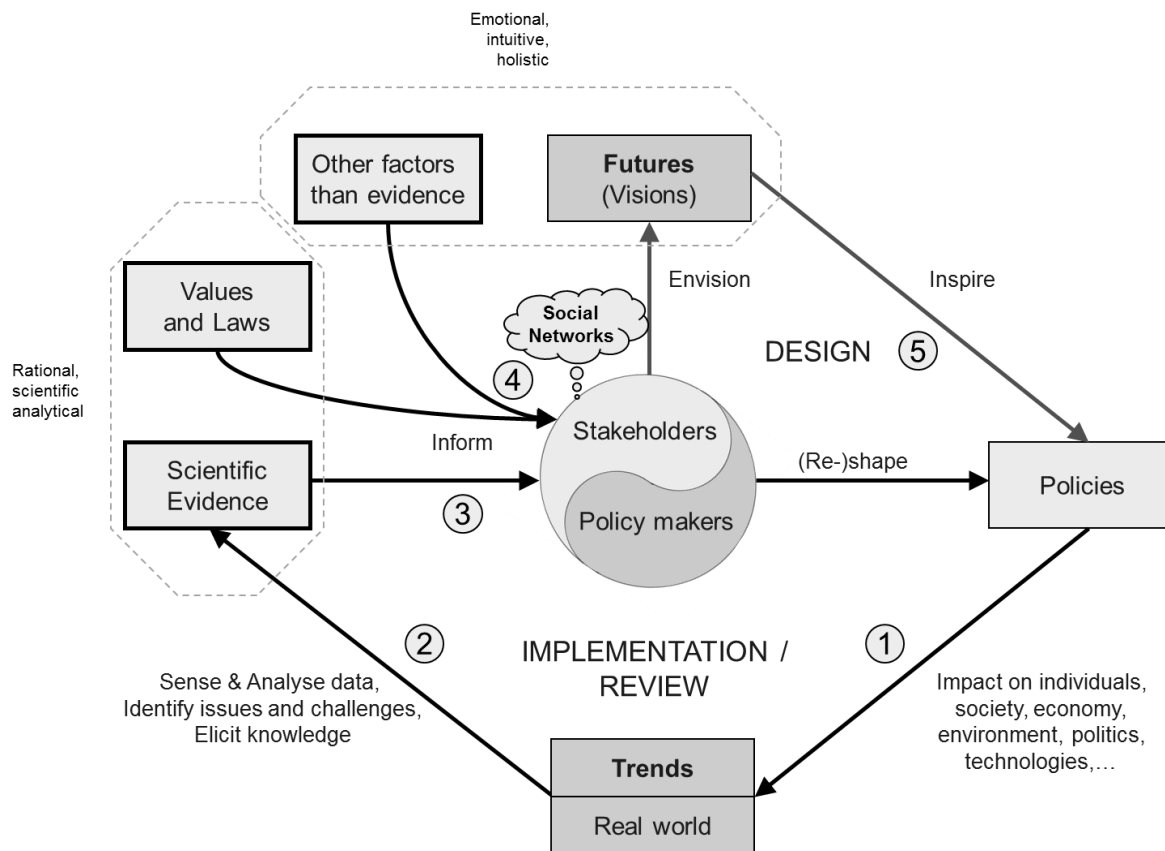 Emotional,
intuitive,
holistic
Other factors
than evidence
Futures
(Visions)
Values
and Laws
Envision
Inspire
Social
Networks
DESIGN
5
4
Rational,
scientific
analytical
Inform
Stakeholders
(Re-)shape
Scientific
Evidence
3
Policy makers
Policies
2
IMPLEMENTATION /
REVIEW
1
Sense & Analyse data,
Identify issues and challenges,
Elicit knowledge
Impact on individuals,
society, economy,
environment, politics,
technologies,…
Trends
Real world